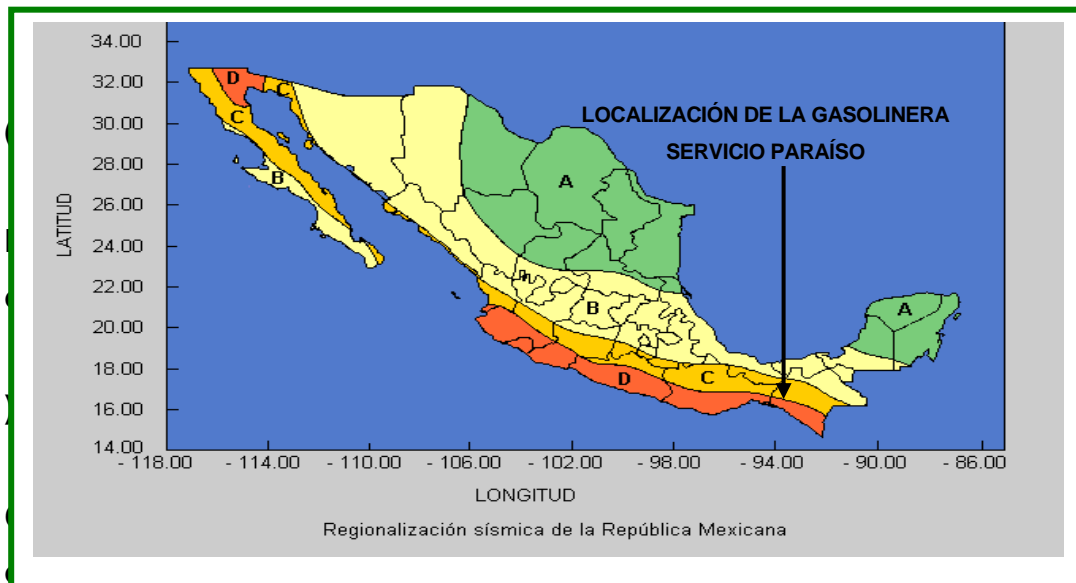 34.00
32.00
30.00
28.00
26.00
24.00
22.00
20.00
18.00
16.00
14.00
LATITUD
D
C
C
B
A
LOCALIZACIÓN DE LA GASOLINERA
SERVICIO PARAÍSO
B
A
D
C
- 118.00 - 114.00 - 110.00 - 106.00 - 102.00 - 98.00 - 94.00 - 90.00 - 86.00
LONGITUD
Regionalización sísmica de la República Mexicana